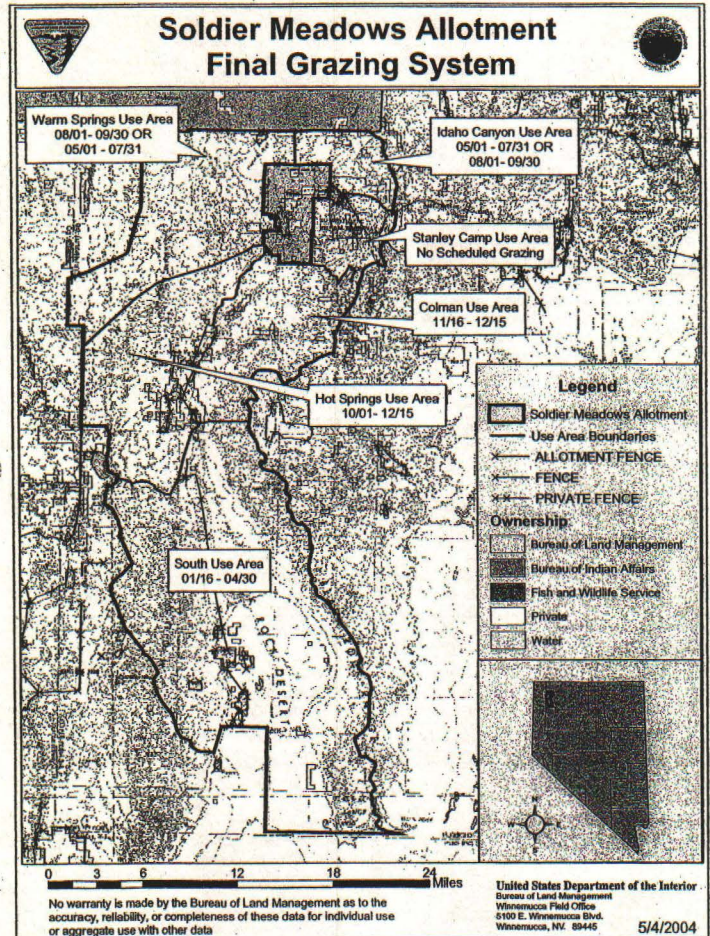 Soldier Meadows Allotment
Final Grazing System
Warm Springs Use Area
08/01- 09/30 OR
05/01 - 07/31
Idaho Canyon Use Area
05/01 - 07/31 OR
08/01- 09/30
Stanley Camp Use Area
No Scheduled Grazing
Colman Use Area
11/16 - 12/15
Hot Springs Use Area
10/01- 12/15
South Use Area
01/16 - 04/30
ROCK DESERT
Legend
Soldier Meadows Allotment
Use Area Boundaries
ALLOTMENT FENCE
FENCE
PRIVATE FENCE
Ownership
Bureau of Land Management
Bureau of Indian Affairs
Fish and Wildlife Service
Private
Water
N
W E
S
0 3 6 12 18 24 Miles
No warranty is made by the Bureau of Land Management as to the
accuracy, reliability, or completeness of these data for individual use
or aggregate use with other data
United States Department of the Interior
Bureau of Land Management
Winnemucca Field Office
5100 E. Winnemucca Blvd.
Winnemucca, NV. 89445
5/4/2004